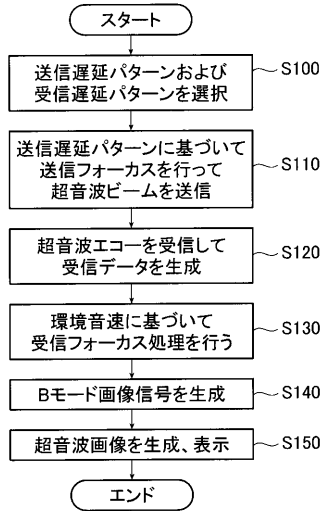 スタート
送信遅延パターンおよび
受信遅延パターンを選択
S100
送信遅延パターンに基づいて
送信フォーカスを行って
超音波ビームを送信
S110
超音波エコーを受信して
受信データを生成
S120
環境音速に基づいて
受信フォーカス処理を行う
S130
Bモード画像信号を生成
S140
超音波画像を生成、表示
S150
エンド